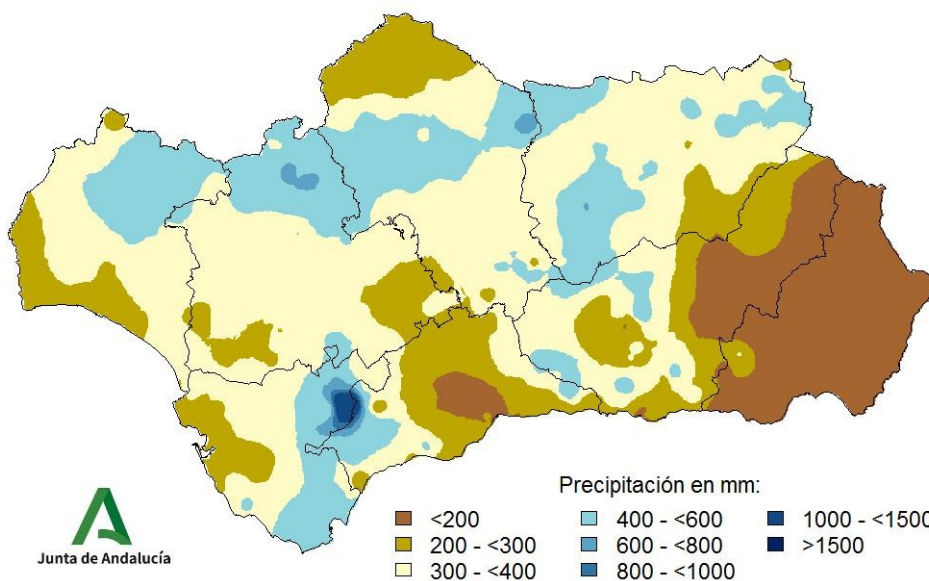 Precipitación en mm:
<200
200 - <300
300 - <400
400 - <600
600 - <800
800 - <1000
1000 - <1500
>1500
Junta de Andalucía